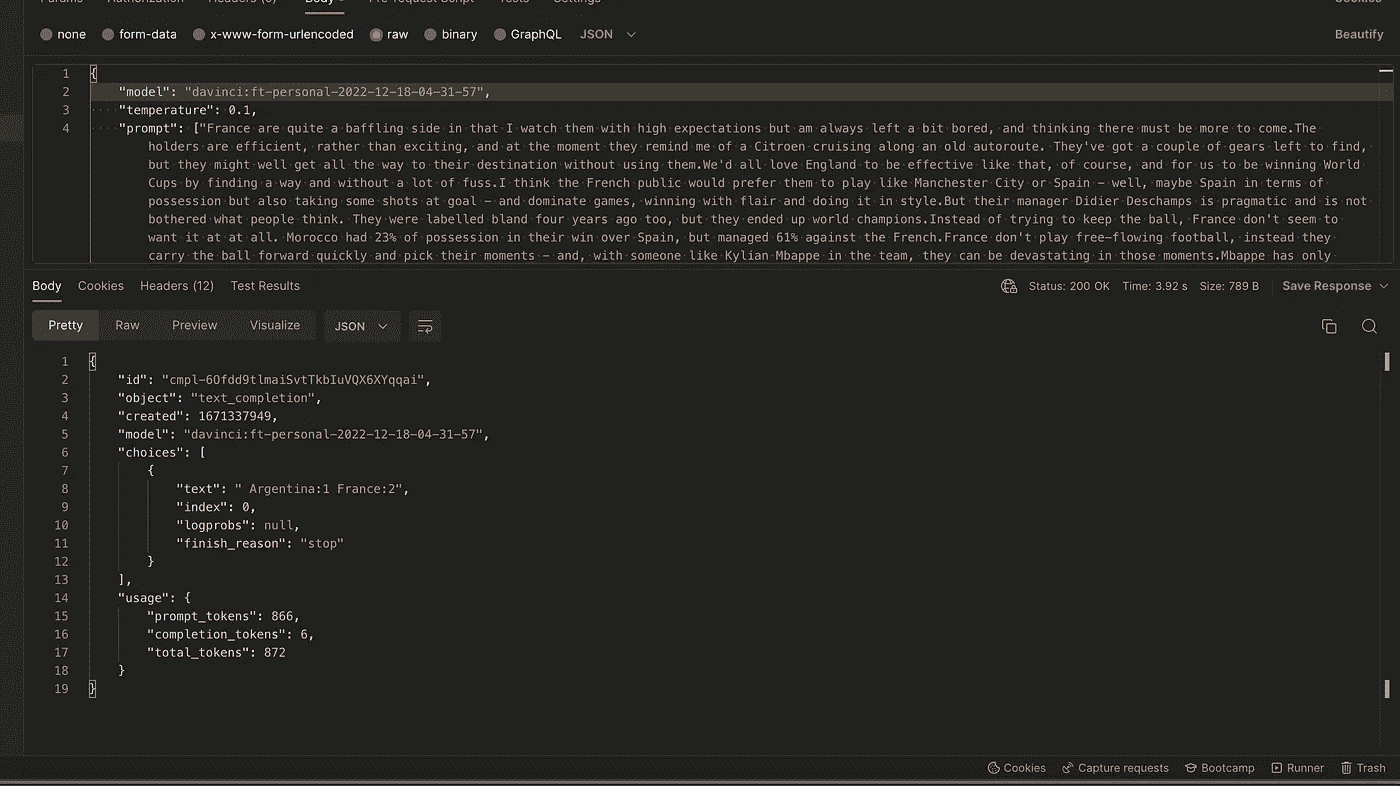 Params Authorization Headers (8) Body Pre-request Script Tests Settings Cookies
none form-data x-www-form-urlencoded raw binary GraphQL JSON Beautify
1 {
2 "model": "davinci:ft-personal-2022-12-18-04-31-57",
3 "temperature": 0.1,
4 "prompt": ["France are quite a baffling side in that I watch them with high expectations but am always left a bit bored, and thinking there must be more to come.The
holders are efficient, rather than exciting, and at the moment they remind me of a Citroen cruising along an old autoroute. They've got a couple of gears left to find,
but they might well get all the way to their destination without using them.We'd all love England to be effective like that, of course, and for us to be winning World
Cups by finding a way and without a lot of fuss.I think the French public would prefer them to play like Manchester City or Spain – well, maybe Spain in terms of
possession but also taking some shots at goal – and dominate games, winning with flair and doing it in style.But their manager Didier Deschamps is pragmatic and is not
bothered what people think. They were labelled bland four years ago too, but they ended up world champions.Instead of trying to keep the ball, France don't seem to
want it at at all. Morocco had 23% of possession in their win over Spain, but managed 61% against the French.France don't play free-flowing football, instead they
carry the ball forward quickly and pick their moments – and, with someone like Kylian Mbappe in the team, they can be devastating in those moments.Mbappe has only
Body Cookies Headers (12) Test Results Status: 200 OK Time: 3.92 s Size: 789 B Save Response
Pretty Raw Preview Visualize JSON
1 {
2 "id": "cmpl-6Ofdd9tlmaiSvtTkbIuVQX6XYqqai",
3 "object": "text_completion",
4 "created": 1671337949,
5 "model": "davinci:ft-personal-2022-12-18-04-31-57",
6 "choices": [
7 {
8 "text": " Argentina:1 France:2",
9 "index": 0,
10 "logprobs": null,
11 "finish_reason": "stop"
12 }
13 ],
14 "usage": {
15 "prompt_tokens": 866,
16 "completion_tokens": 6,
17 "total_tokens": 872
18 }
19 }
Cookies Capture requests Bootcamp Runner Trash